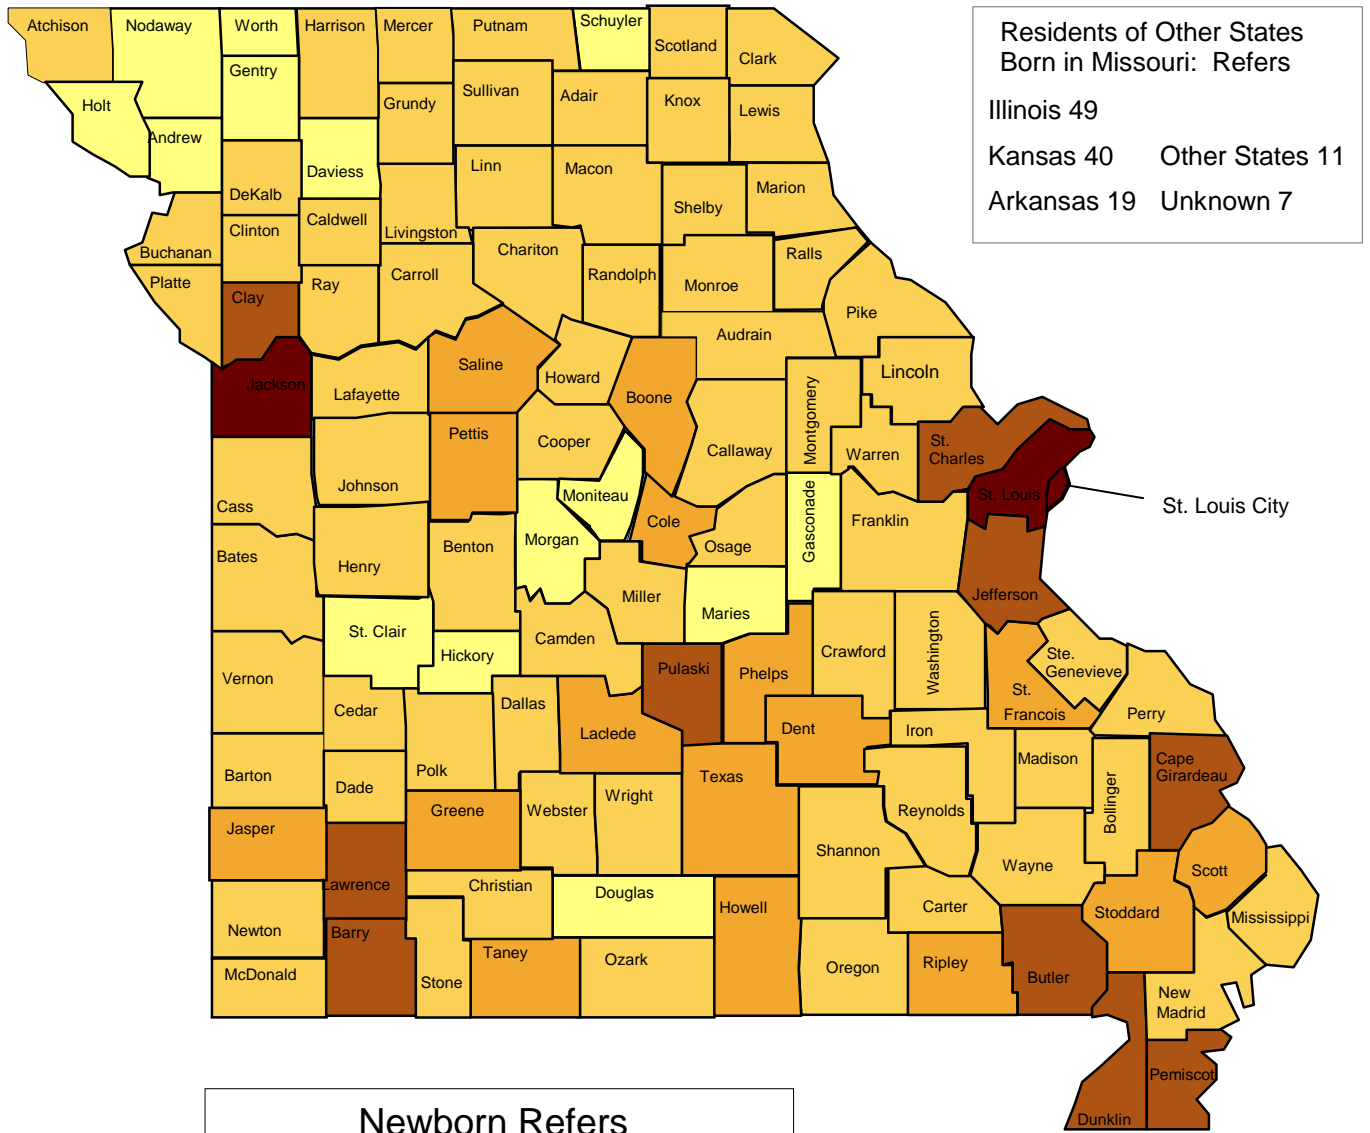 Atchison
Nodaway
Worth
Harrison
Mercer
Putnam
Schuyler
Scotland
Clark
Residents of Other States
Born in Missouri: Refers
Illinois 49
Kansas 40 Other States 11
Arkansas 19 Unknown 7
Gentry
Holt
Andrew
Grundy
Sullivan
Adair
Knox
Lewis
Daviess
DeKalb
Linn
Macon
Shelby
Marion
Buchanan
Clinton
Caldwell
Livingston
Chariton
Randolph
Monroe
Ralls
Platte
Clay
Ray
Carroll
Pike
Audrain
Jackson
Lafayette
Saline
Howard
Boone
Lincoln
Montgomery
Callaway
Warren
St.
Charles
St. Louis
St. Louis City
Cass
Johnson
Pettis
Cooper
Moniteau
Morgan
Cole
Osage
Gasconade
Franklin
Bates
Henry
Benton
Miller
Maries
Jefferson
St. Clair
Hickory
Camden
Pulaski
Phelps
Crawford
Washington
Ste.
Genevieve
St.
Francois
Perry
Vernon
Cedar
Dallas
Laclede
Dent
Iron
Madison
Bollinger
Cape
Girardeau
Barton
Dade
Polk
Webster
Wright
Texas
Reynolds
Jasper
Greene
Shannon
Wayne
Scott
Lawrence
Christian
Douglas
Howell
Carter
Stoddard
Mississippi
Newton
Barry
Stone
Taney
Ozark
Oregon
Ripley
Butler
New
Madrid
McDonald
Pemiscot
Dunklin
Newborn Refers